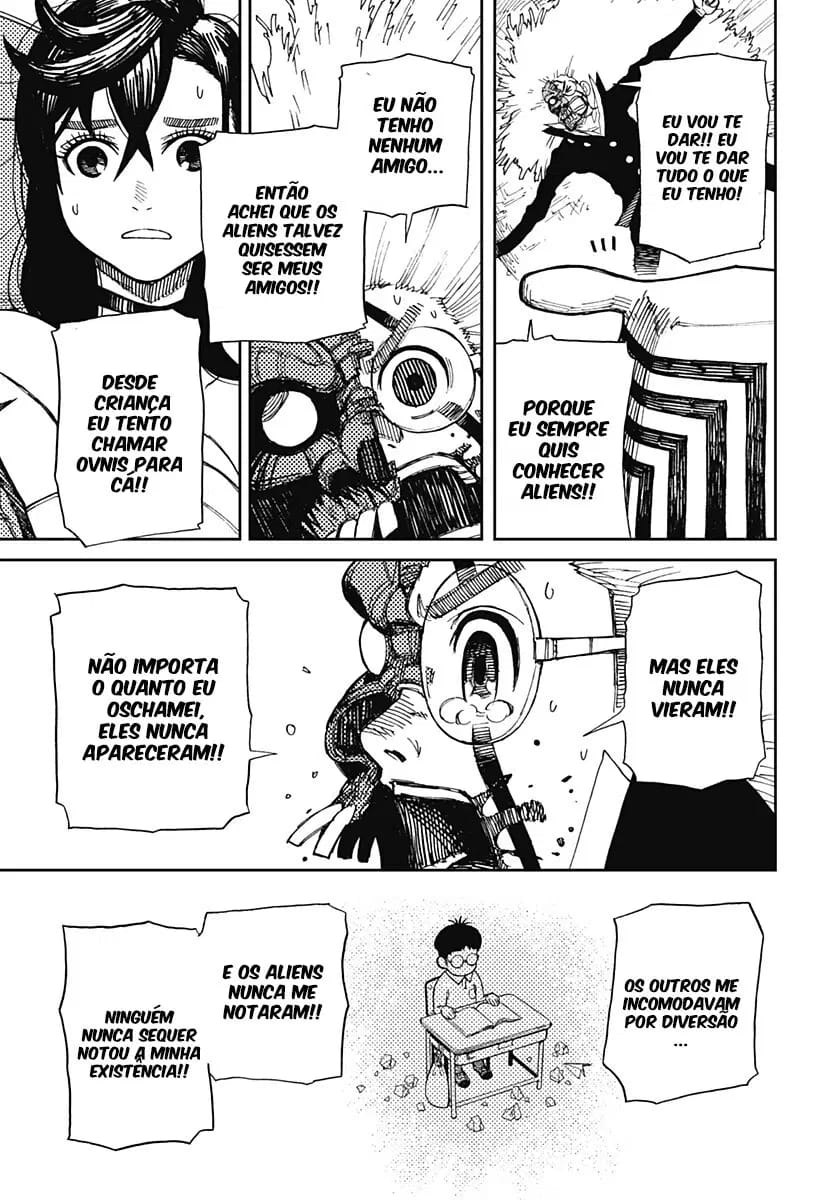 EU VOU TE
DAR!! EU
VOU TE DAR
TUDO O QUE
EU TENHO!
PORQUE
EU SEMPRE
QUIS
CONHECER
ALIENS!!
EU NÃO
TENHO
NENHUM
AMIGO...
ENTÃO
ACHEI QUE OS
ALIENS TALVEZ
QUISESSEM
SER MEUS
AMIGOS!!
DESDE
CRIANÇA
EU TENTO
CHAMAR
OVNIS PARA
CÁ!!
MAS ELES
NUNCA
VIERAM!!
NÃO IMPORTA
O QUANTO EU
OSCHAMEI,
ELES NUNCA
APARECERAM!!
OS OUTROS ME
INCOMODAVAM
POR DIVERSÃO
...
E OS ALIENS
NUNCA ME
NOTARAM!!
NINGUÉM
NUNCA SEQUER
NOTOU A MINHA
EXISTÊNCIA!!